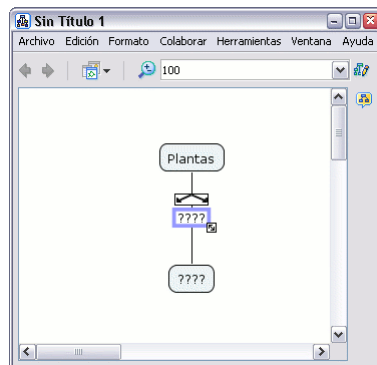 Sin Título 1
Archivo Edición Formato Colaborar Herramientas Ventana Ayuda
100
Plantas
????
????